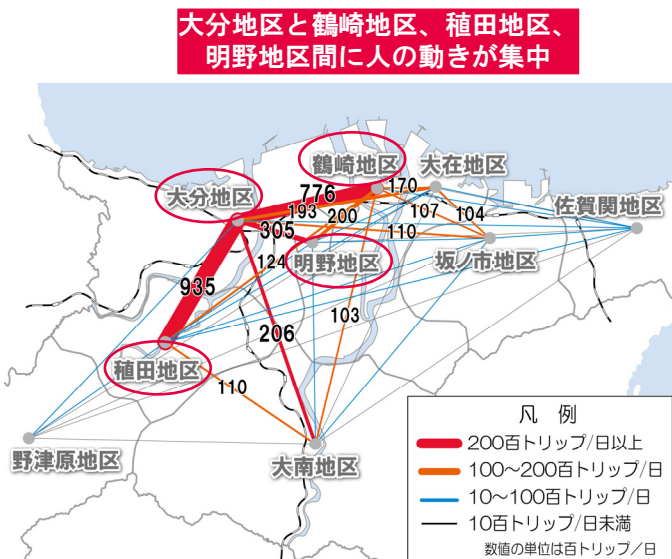 大分地区と鶴崎地区、稙田地区、
明野地区間に人の動きが集中
鶴崎地区
大在地区
大分地区
776
170
佐賀関地区
193
200
107
104
305
110
124
明野地区
坂ノ市地区
935
103
206
稙田地区
110
野津原地区
大南地区
凡 例
200百トリップ/日以上
100～200百トリップ/日
10～100百トリップ/日
10百トリップ/日未満
数値の単位は百トリップ／日